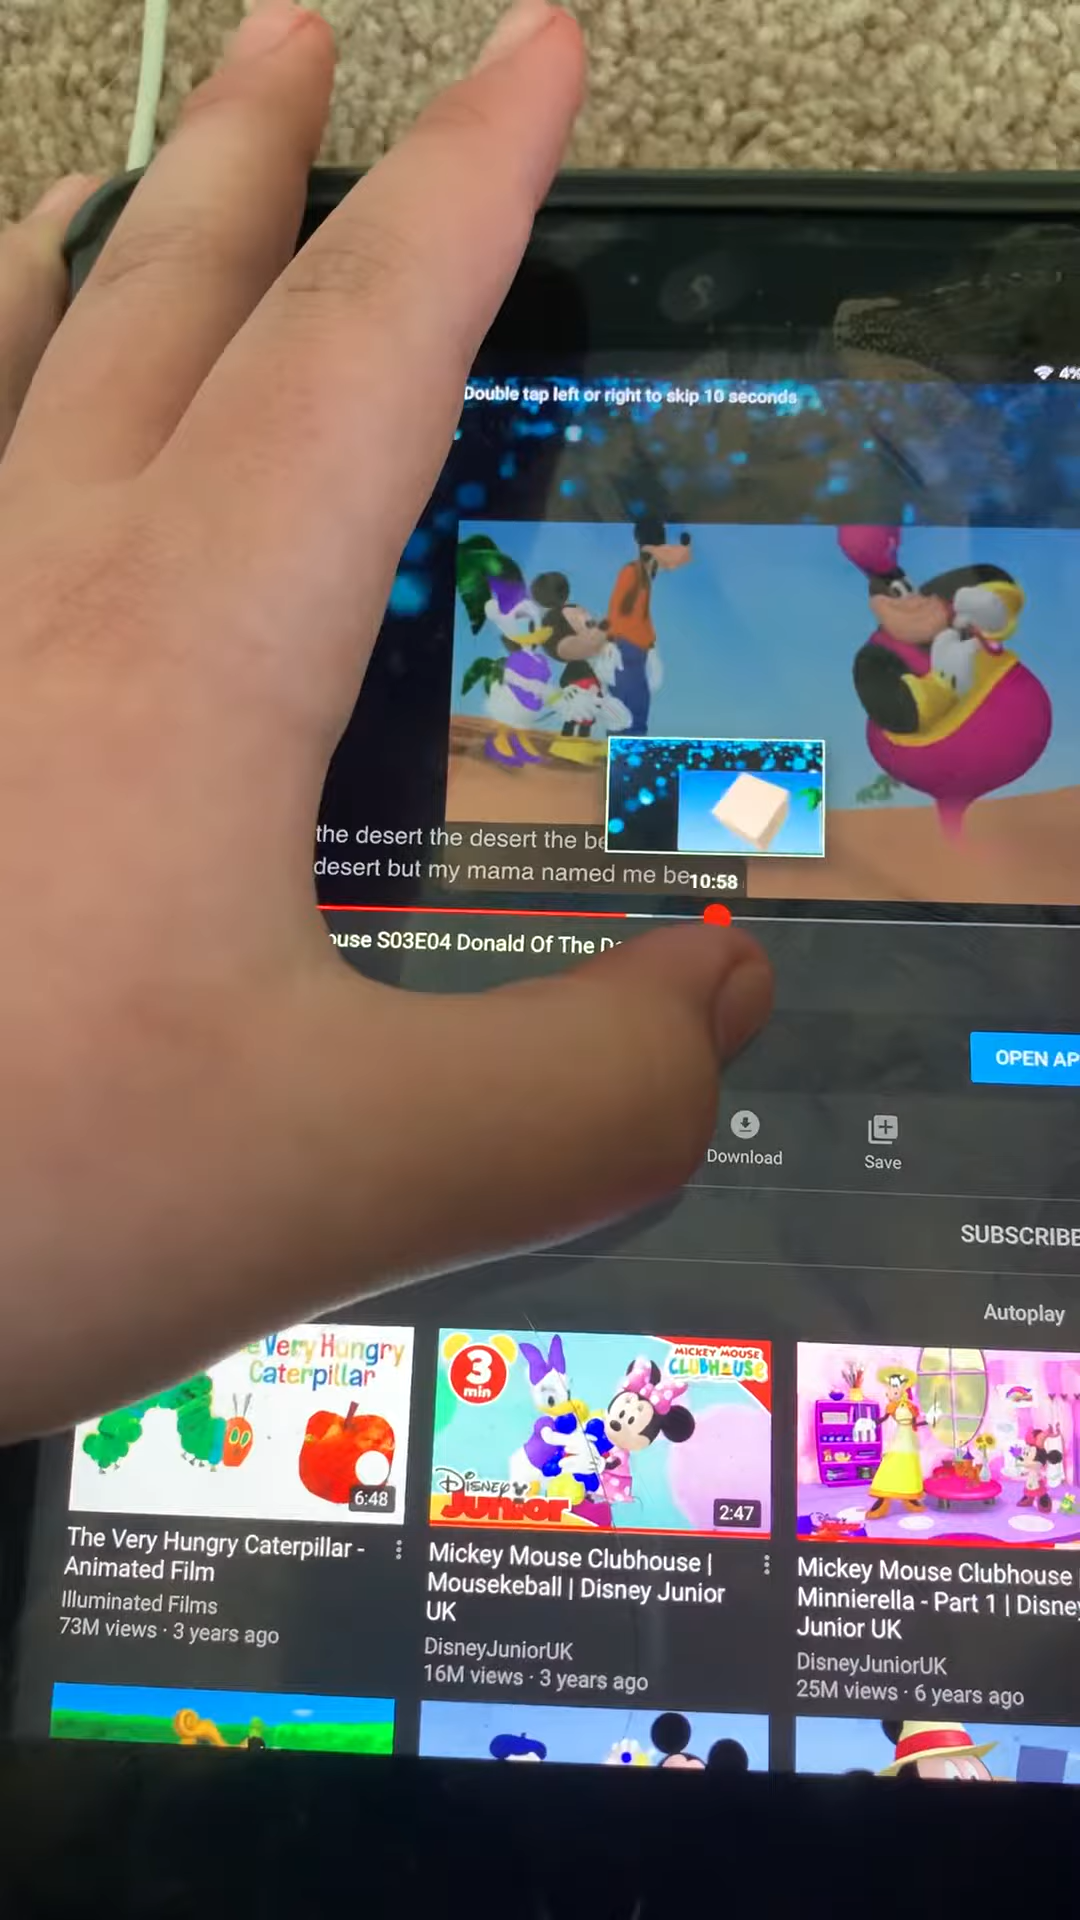 4%
Double tap left or right to skip 10 seconds
the desert the desert the be
desert but my mama named me be
10:58
ouse S03E04 Donald Of The De
OPEN AP
Download
Save
SUBSCRIBE
Autoplay
e Very Hungry
Caterpillar
6:48
The Very Hungry Caterpillar -
Animated Film
Illuminated Films
73M views · 3 years ago
3
min
MICKEY MOUSE
CLUBHOUSE
Disney
Junior
2:47
Mickey Mouse Clubhouse |
Mousekeball | Disney Junior
UK
DisneyJuniorUK
16M views · 3 years ago
Mickey Mouse Clubhouse
Minnierella - Part 1 | Disney
Junior UK
DisneyJuniorUK
25M views · 6 years ago